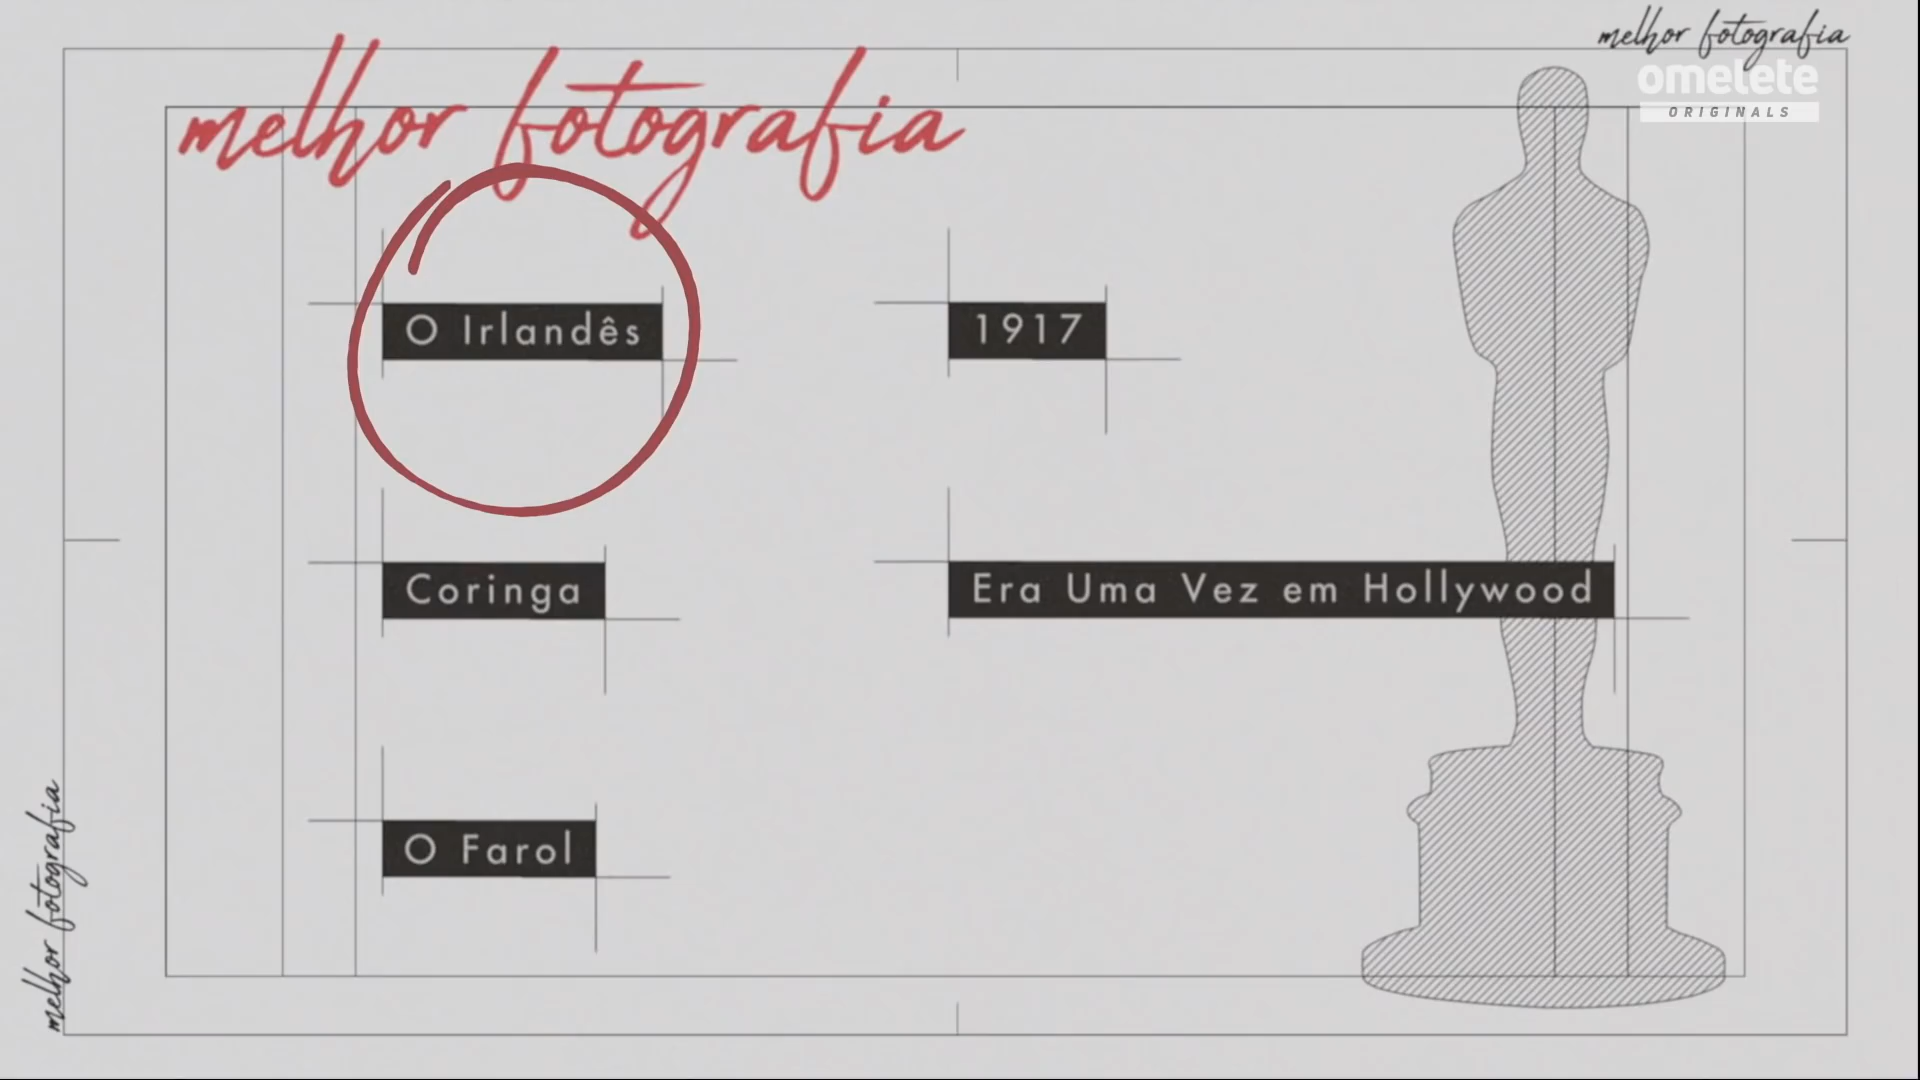 melhor fotografia
omelete
ORIGINALS
melhor fotografia
O Irlandês
1917
Coringa
Era Uma Vez em Hollywood
O Farol
melhor fotografia